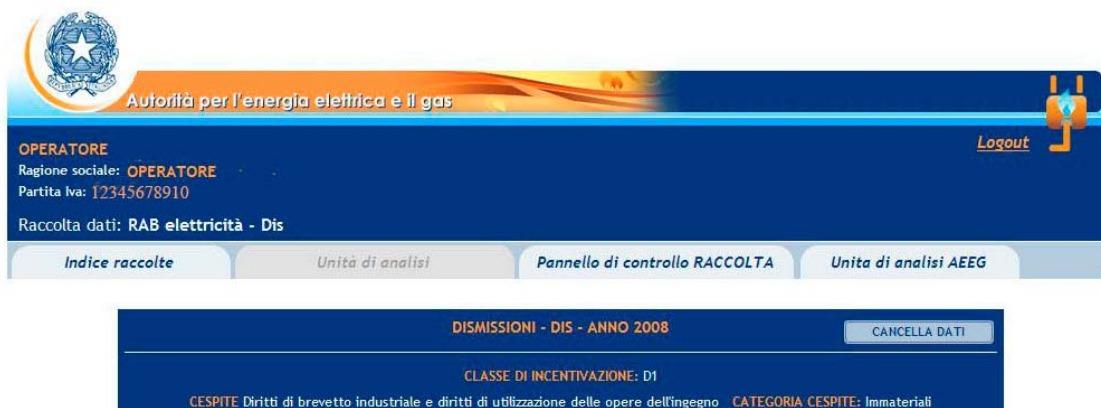 Autorità per l'energia elettrica e il gas
Logout
OPERATORE
Ragione sociale: OPERATORE
Partita Iva: 12345678910
Raccolta dati: RAB elettricità - Dis
Indice raccolte Unità di analisi Pannello di controllo RACCOLTA Unita di analisi AEEG
DISMISSIONI - DIS - ANNO 2008 CANCELLA DATI
CLASSE DI INCENTIVAZIONE: D1
CESPITE Diritti di brevetto industriale e diritti di utilizzazione delle opere dell'ingegno CATEGORIA CESPITE: Immateriali